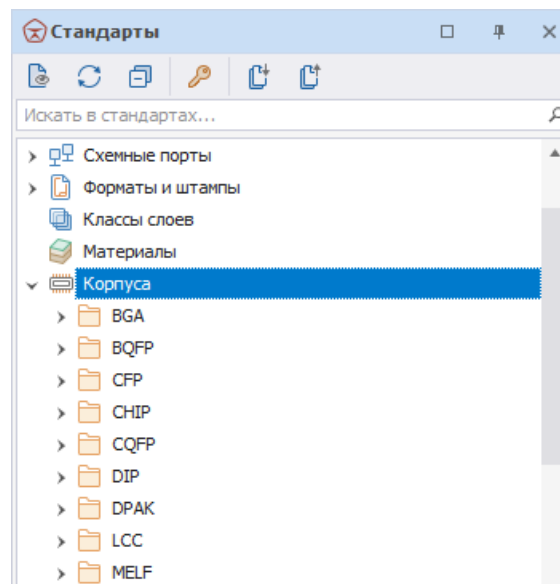 Стандарты
Искать в стандартах...
Схемные порты
Форматы и штампы
Классы слоев
Материалы
Корпуса
BGA
BQFP
CFP
CHIP
CQFP
DIP
DPAK
LCC
MELF